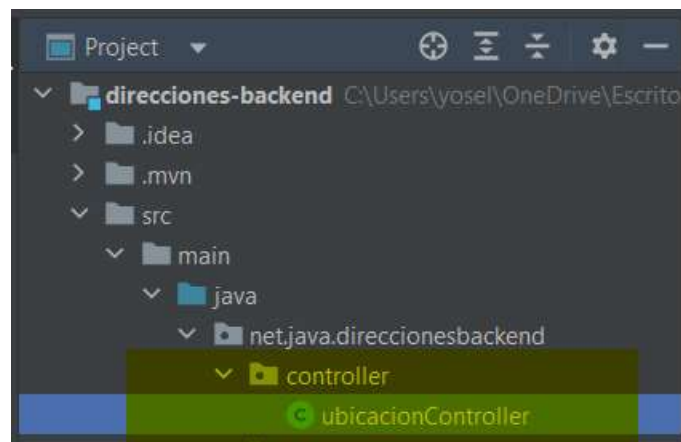 Project
direcciones-backend C:\Users\yosel\OneDrive\Escrito
.idea
.mvn
src
main
java
net.java.direccionesbackend
controller
ubicacionController